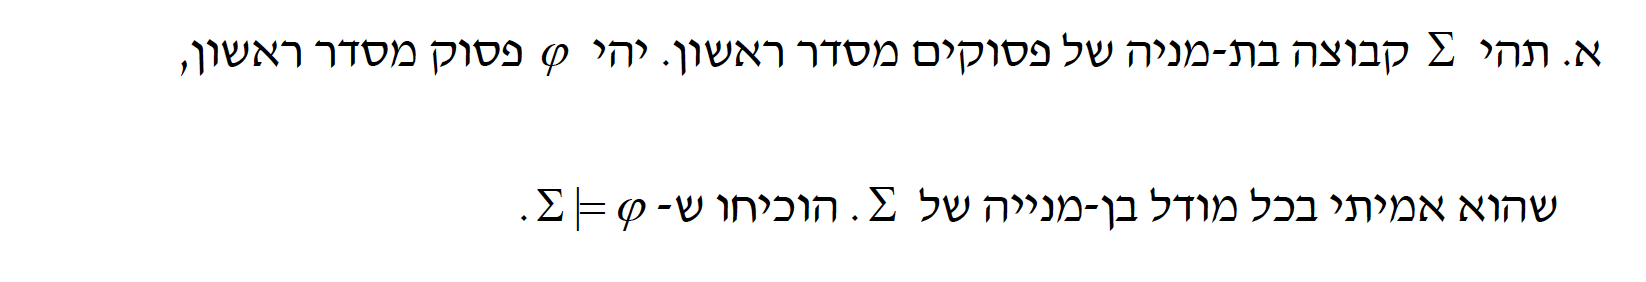 א. תהי Σ קבוצה בת-מניה של פסוקים מסדר ראשון. יהי φ פסוק מסדר ראשון,
שהוא אמיתי בכל מודל בן-מנייה של Σ. הוכיחו ש- Σ |= φ.